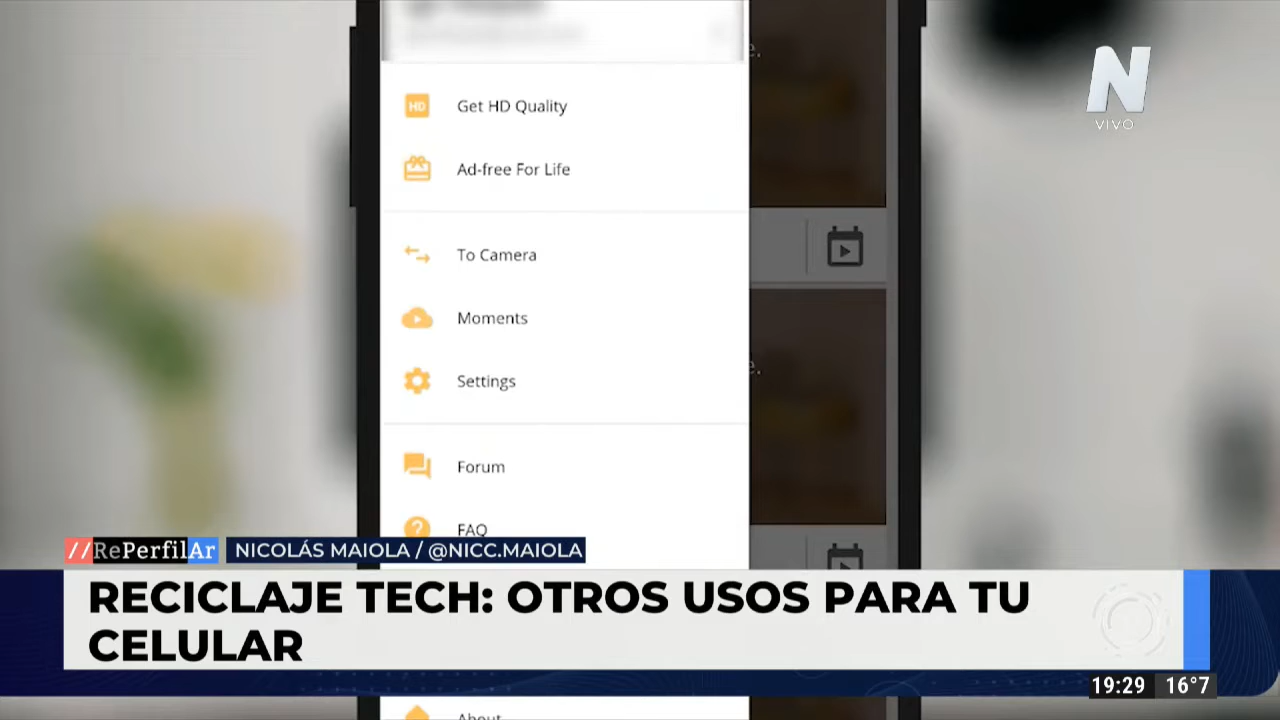 Get HD Quality
Ad-free For Life
To Camera
Moments
Settings
Forum
FAQ
About
N
VIVO
//RePerfilAr
NICOLÁS MAIOLA / @NICC.MAIOLA
RECICLAJE TECH: OTROS USOS PARA TU
CELULAR
19:29 16°7